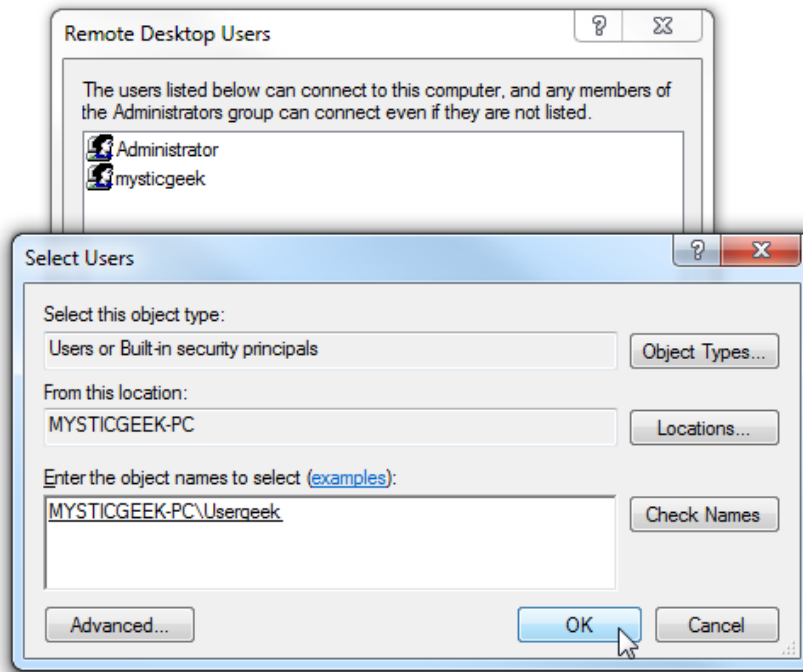 Remote Desktop Users
The users listed below can connect to this computer, and any members of
the Administrators group can connect even if they are not listed.
Administrator
mysticgeek
Select Users
Select this object type:
Users or Built-in security principals
Object Types...
From this location:
MYSTICGEEK-PC
Locations...
Enter the object names to select (examples):
MYSTICGEEK-PC\Usergeek
Check Names
Advanced...
OK
Cancel